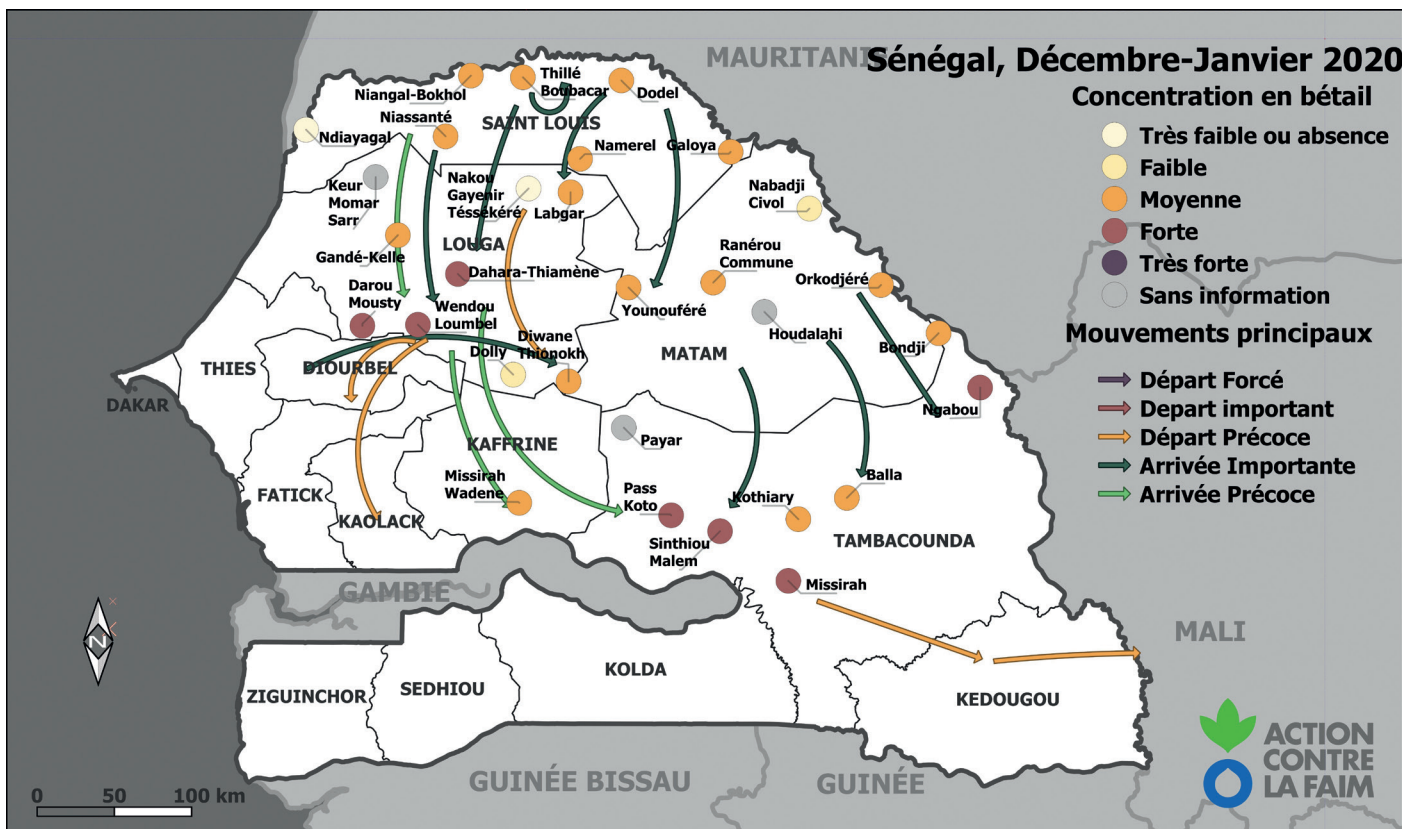 MAURITANIE
Sénégal, Décembre-Janvier 2020
Concentration en bétail
Très faible ou absence
Faible
Moyenne
Forte
Très forte
Sans information
Mouvements principaux
Départ Forcé
Depart important
Départ Précoce
Arrivée Importante
Arrivée Précoce
Niangal-Bokhol
Thillé
Boubacar
Dodel
Niassanté
SAINT LOUIS
Ndiayagal
Namerel
Galoya
Keur
Momar
Sarr
Nakou
Gayenir
Téssékéré
Labgar
Nabadji
Civol
LOUGA
Gandé-Kelle
Ranérou
Commune
Dahara-Thiamène
Orkodjéré
Darou
Mousty
Wendou
Loumbel
Younouféré
Houdalahi
Diwane
Thionokh
Dolly
Bondji
MATAM
THIES
DIOURBEL
DAKAR
Ngabou
KAFFRINE
Payar
Missirah
Wadene
Pass
Koto
Kothiary
Balla
FATICK
KAOLACK
Sinthiou
Malem
TAMBACOUNDA
Missirah
GAMBIE
N
MALI
KOLDA
SEDHIOU
ZIGUINCHOR
KEDOUGOU
GUINÉE BISSAU
GUINÉE
0 50 100 km
ACTION
CONTRE
LA FAIM